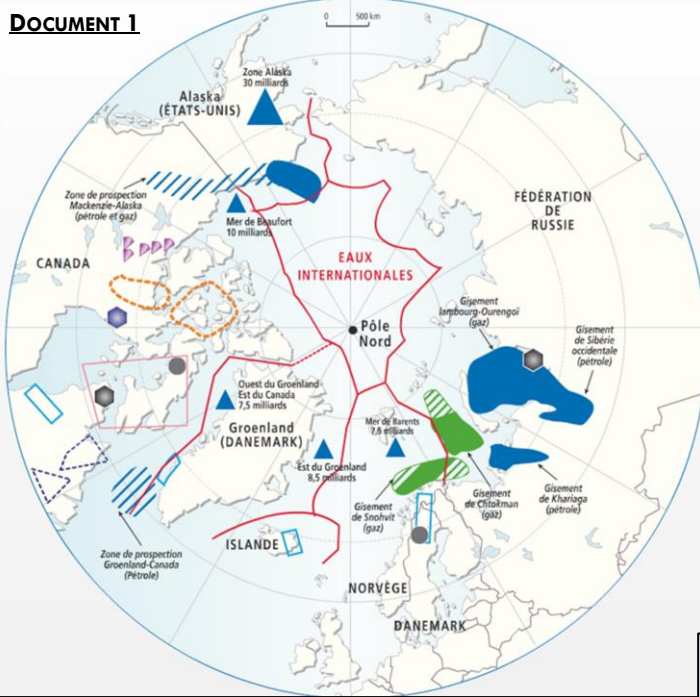 DOCUMENT 1
0 500 km
Zone Alaska
30 milliards
Alaska
(ÉTATS-UNIS)
Zone de prospection
Mackenzie-Alaska
(pétrole et gaz)
Mer de Beaufort
10 milliards
FÉDÉRATION
DE
RUSSIE
CANADA
EAUX
INTERNATIONALES
Gisement
Iambourg-Ourengoï
(gaz)
Pôle
Nord
Gisement
de Sibérie
occidentale
(pétrole)
Ouest du Groenland
Est du Canada
7,5 milliards
Groenland
(DANEMARK)
Mer de Barents
7,5 milliards
Est du Groenland
8,5 milliards
Gisement
de Khariaga
(pétrole)
Gisement
de Chtokman
(gaz)
Gisement
de Snohvit
(gaz)
ISLANDE
Zone de prospection
Groenland-Canada
(Pétrole)
NORVÈGE
DANEMARK